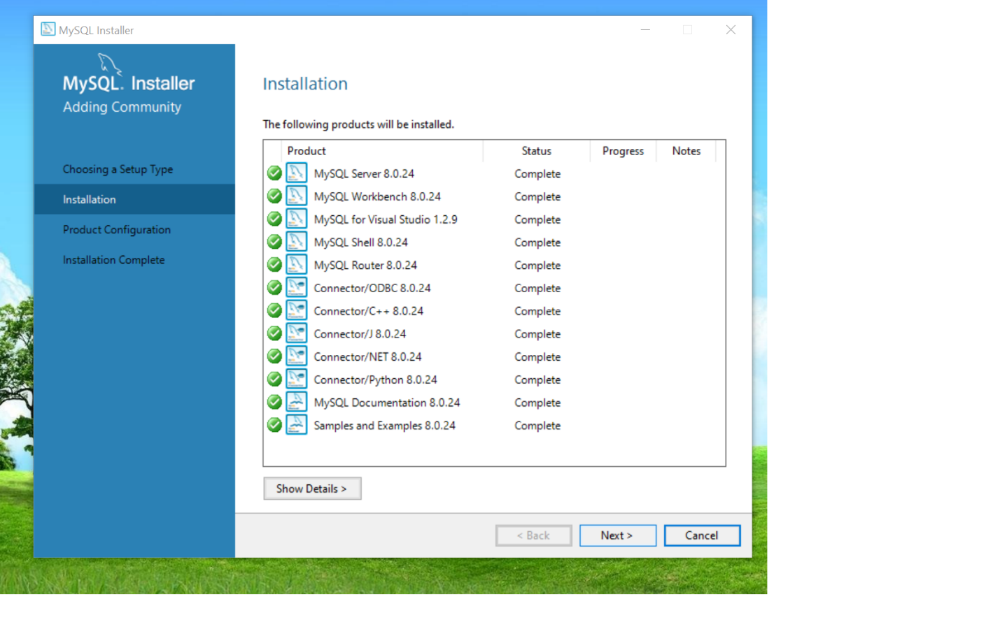 MySQL Installer
MySQL. Installer
Adding Community
Choosing a Setup Type
Installation
Product Configuration
Installation Complete
Installation
The following products will be installed.
Product Status Progress Notes
MySQL Server 8.0.24 Complete
MySQL Workbench 8.0.24 Complete
MySQL for Visual Studio 1.2.9 Complete
MySQL Shell 8.0.24 Complete
MySQL Router 8.0.24 Complete
Connector/ODBC 8.0.24 Complete
Connector/C++ 8.0.24 Complete
Connector/J 8.0.24 Complete
Connector/NET 8.0.24 Complete
Connector/Python 8.0.24 Complete
MySQL Documentation 8.0.24 Complete
Samples and Examples 8.0.24 Complete
Show Details >
< Back Next > Cancel